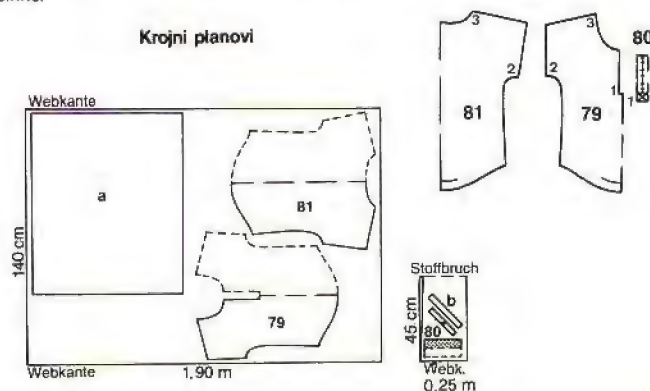 Krojni planovi
Webkante
a
81
79
140 cm
Webkante
1,90 m
3
2
81
3
2
1
79
80
1
Stoffbruch
b
80
45 cm
Webk.
0,25 m